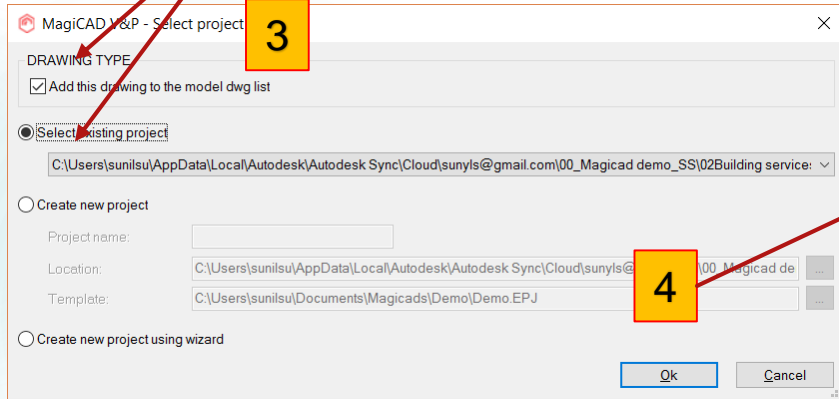 MagiCAD V&P - Select project
3
DRAWING TYPE
Add this drawing to the model dwg list
Select existing project
C:\Users\sunilsu\AppData\Local\Autodesk\Autodesk Sync\Cloud\sunyls@gmail.com\00_Magicad demo_SS\02Building service
Create new project
Project name:
Location: C:\Users\sunilsu\AppData\Local\Autodesk\Autodesk Sync\Cloud\sunyls@ \00_Magicad de ...
4
Template: C:\Users\sunilsu\Documents\Magicads\Demo\Demo.EPJ ...
Create new project using wizard
Ok Cancel